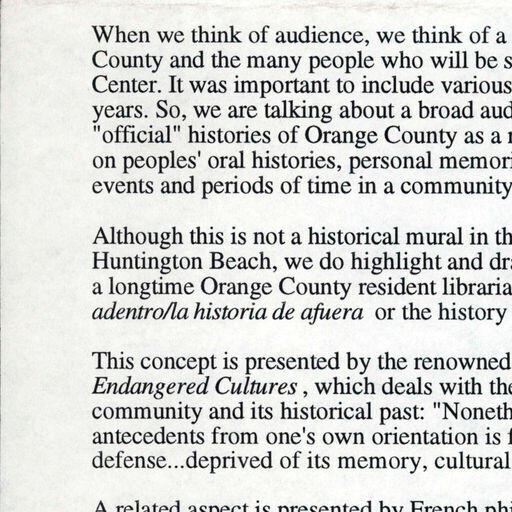 When we think of audience, we think of a
County and the many people who will be s
Center. It was important to include various
years. So, we are talking about a broad aud
"official" histories of Orange County as a r
on peoples' oral histories, personal memori
events and periods of time in a community
Although this is not a historical mural in th
Huntington Beach, we do highlight and dra
a longtime Orange County resident libraria
adentro/la historia de afuera or the history
This concept is presented by the renowned
Endangered Cultures , which deals with the
community and its historical past: "Noneth
antecedents from one's own orientation is f
defense...deprived of its memory, cultural
A related aspect is presented by French phi